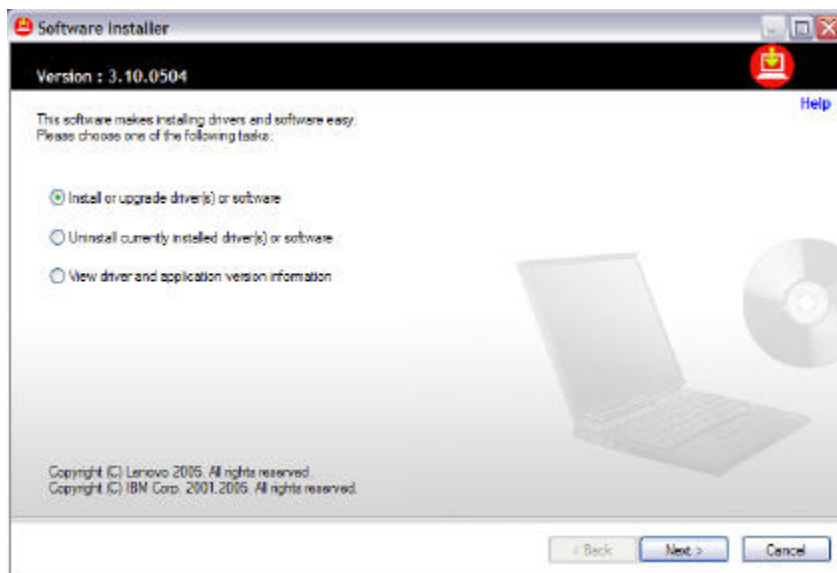 Software Installer
Version : 3.10.0504
Help
This software makes installing drivers and software easy.
Please choose one of the following tasks:
Install or upgrade driver(s) or software
Uninstall currently installed driver(s) or software
View driver and application version information
Copyright (C) Lenovo 2005. All rights reserved.
Copyright (C) IBM Corp. 2001,2005. All rights reserved.
< Back
Next >
Cancel